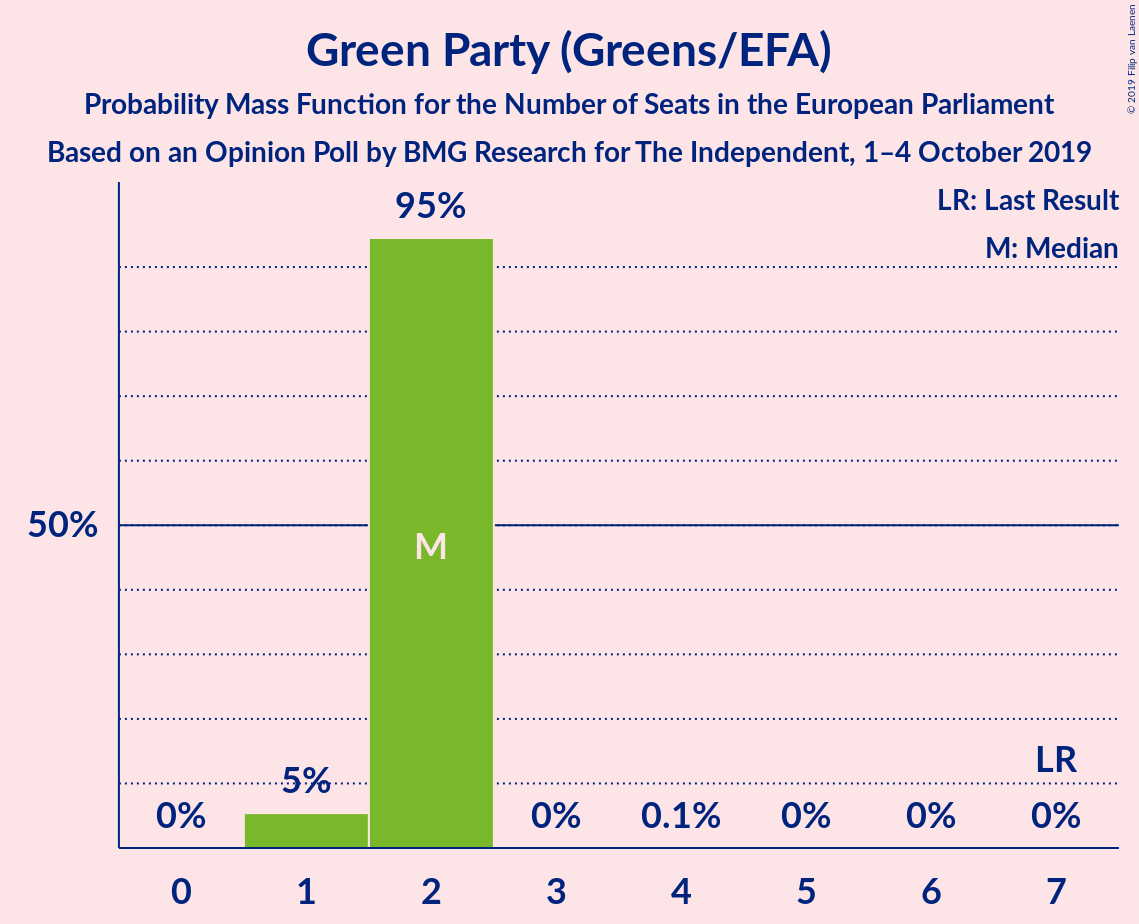 Green Party (Greens/EFA)
Probability Mass Function for the Number of Seats in the European Parliament
Based on an Opinion Poll by BMG Research for The Independent, 1–4 October 2019
© 2019 Filip van Laenen
LR: Last Result
M: Median
95%
50%
M
LR
5%
0%
0%
0.1%
0%
0%
0%
0 1 2 3 4 5 6 7